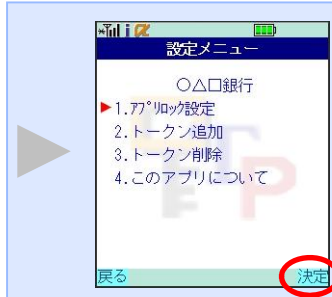 設定メニュー
○△□銀行
1.ｱﾌﾟﾘﾛｯｸ設定
2.トークン追加
3.トークン削除
4.このアプリについて
戻る
決定